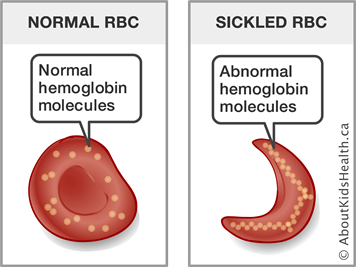 NORMAL RBC
Normal
hemoglobin
molecules
SICKLED RBC
Abnormal
hemoglobin
molecules
© AboutKidsHealth.ca